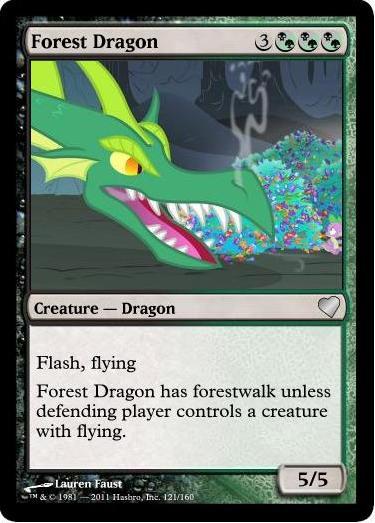 Forest Dragon 3
Creature — Dragon
Flash, flying
Forest Dragon has forestwalk unless
defending player controls a creature
with flying.
5/5
Lauren Faust
™ & © 1981 — 2011 Hasbro, Inc. 121/160